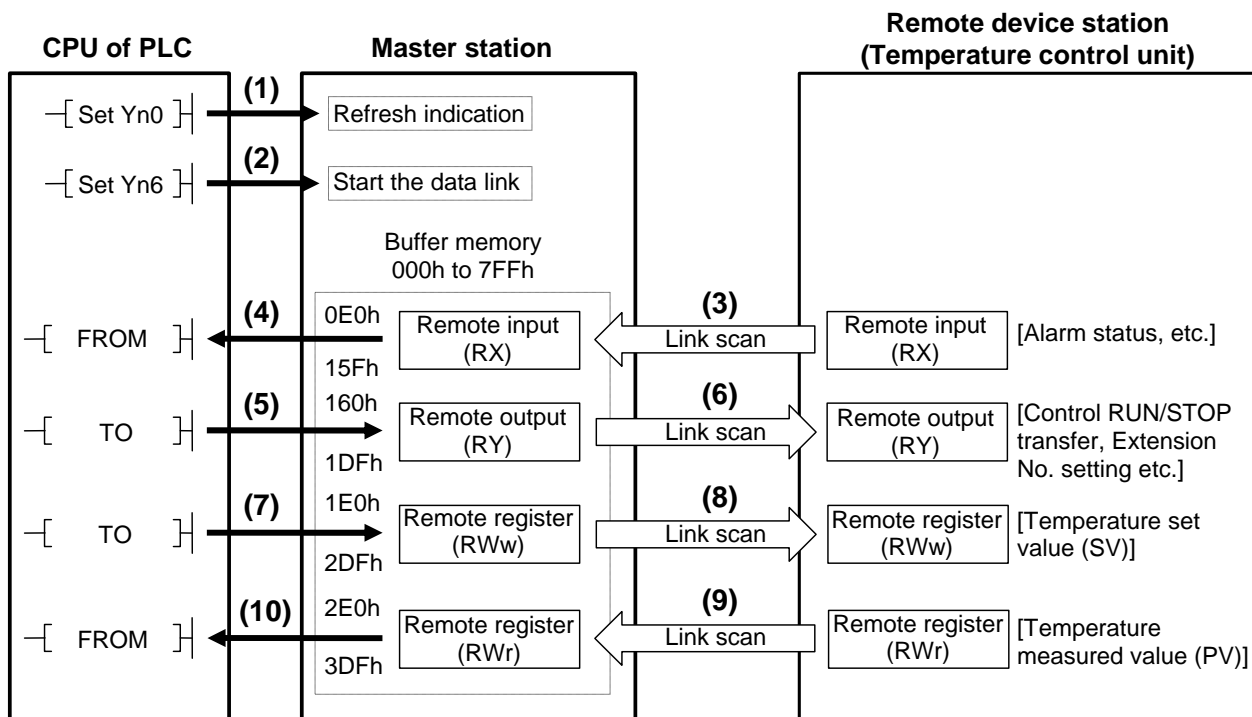 CPU of PLC
Master station
Remote device station
(Temperature control unit)
Set Yn0
(1)
Refresh indication
Set Yn6
(2)
Start the data link
Buffer memory
000h to 7FFh
FROM
(4)
0E0h
15Fh
Remote input
(RX)
(3)
Link scan
Remote input
(RX)
[Alarm status, etc.]
TO
(5)
160h
1DFh
Remote output
(RY)
(6)
Link scan
Remote output
(RY)
[Control RUN/STOP
transfer, Extension
No. setting etc.]
TO
(7)
1E0h
2DFh
Remote register
(RWw)
(8)
Link scan
Remote register
(RWw)
[Temperature set
value (SV)]
FROM
(10)
2E0h
3DFh
Remote register
(RWr)
(9)
Link scan
Remote register
(RWr)
[Temperature
measured value (PV)]